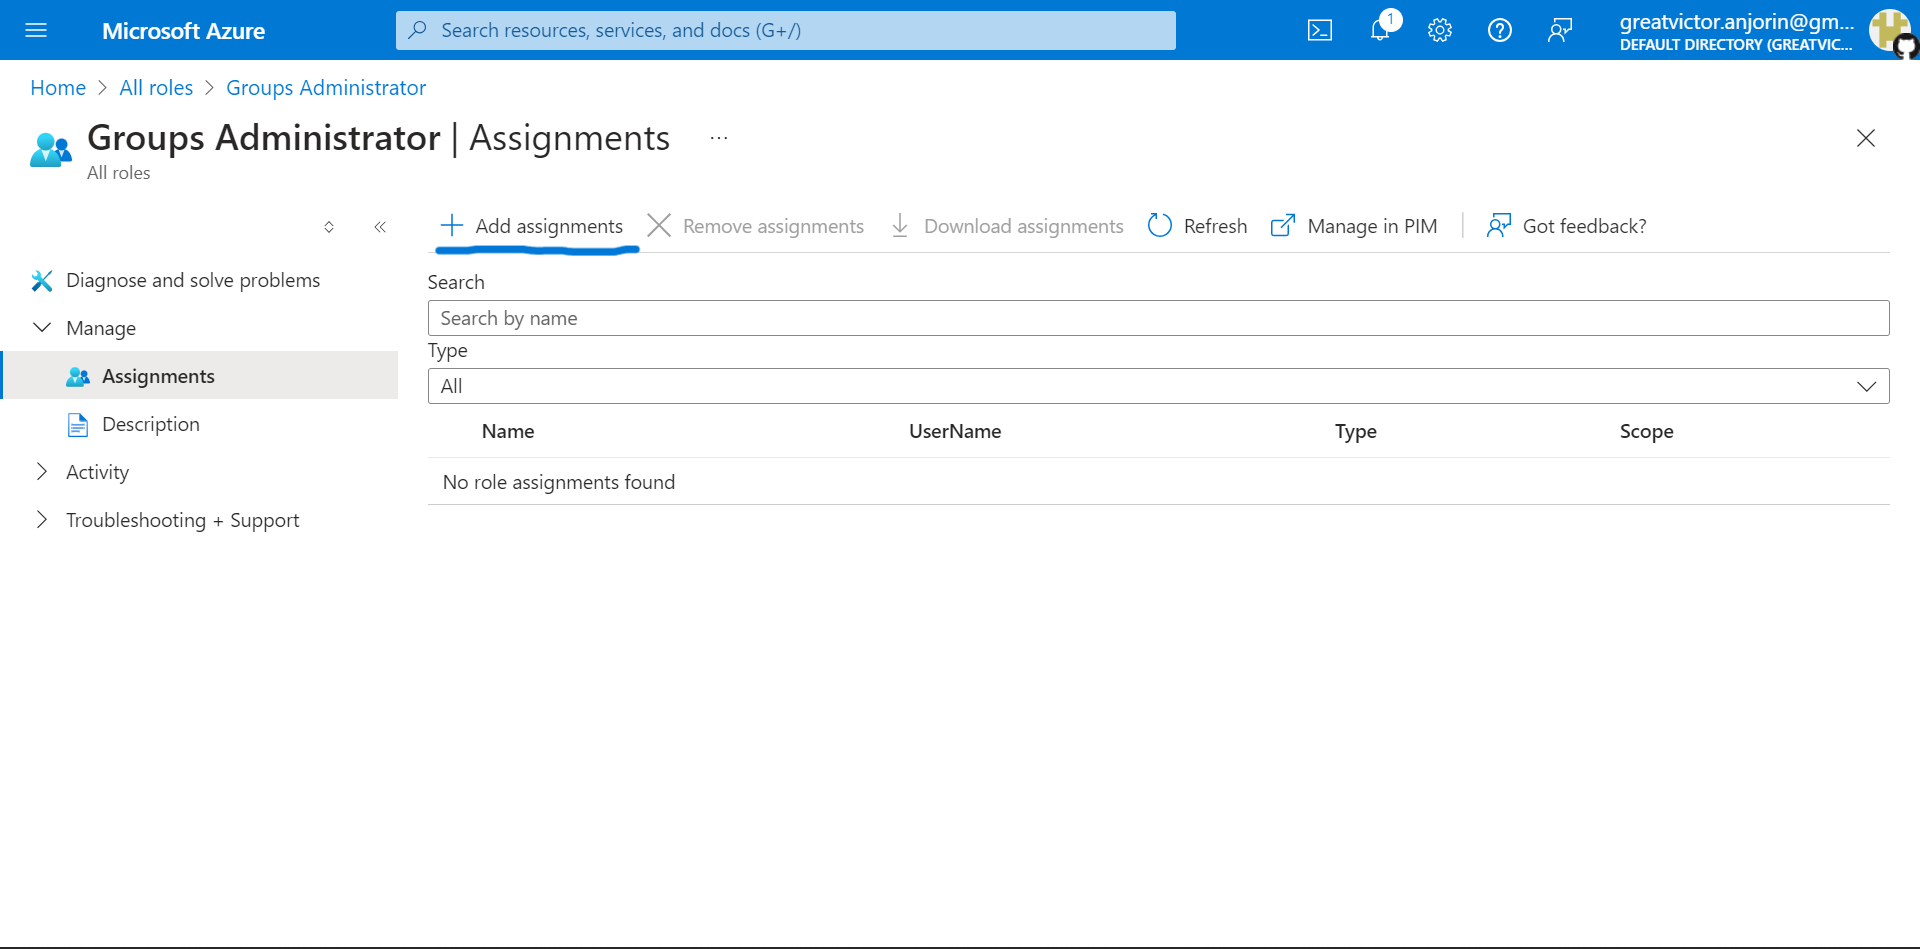 Microsoft Azure
Search resources, services, and docs (G+/)
1
greatvictor.anjorin@gm...
DEFAULT DIRECTORY (GREATVIC...
Home > All roles > Groups Administrator
Groups Administrator | Assignments ...
All roles
Add assignments Remove assignments Download assignments Refresh Manage in PIM Got feedback?
Diagnose and solve problems
Manage
Assignments
Description
Activity
Troubleshooting + Support
Search
Search by name
Type
All
Name UserName Type Scope
No role assignments found